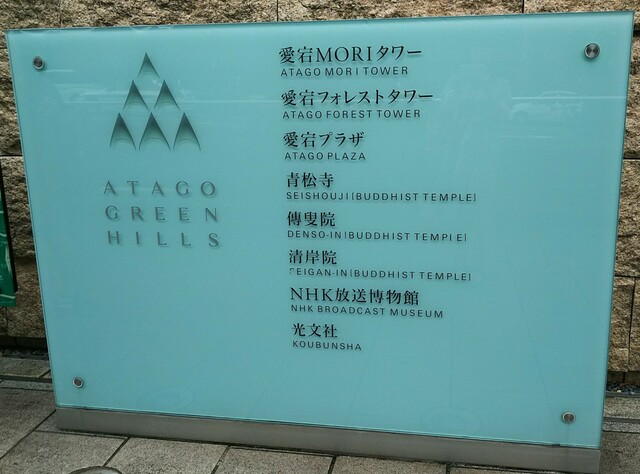 ATAGO
GREEN
HILLS
愛宕MORIタワー
ATAGO MORI TOWER
愛宕フォレストタワー
ATAGO FOREST TOWER
愛宕プラザ
ATAGO PLAZA
青松寺
SEISHOUJI[BUDDHIST TEMPLE]
傳叟院
DENSO-IN[BUDDHIST TEMPLE]
清岸院
SEIGAN-IN[BUDDHIST TEMPLE]
NHK放送博物館
NHK BROADCAST MUSEUM
光文社
KOUBUNSHA